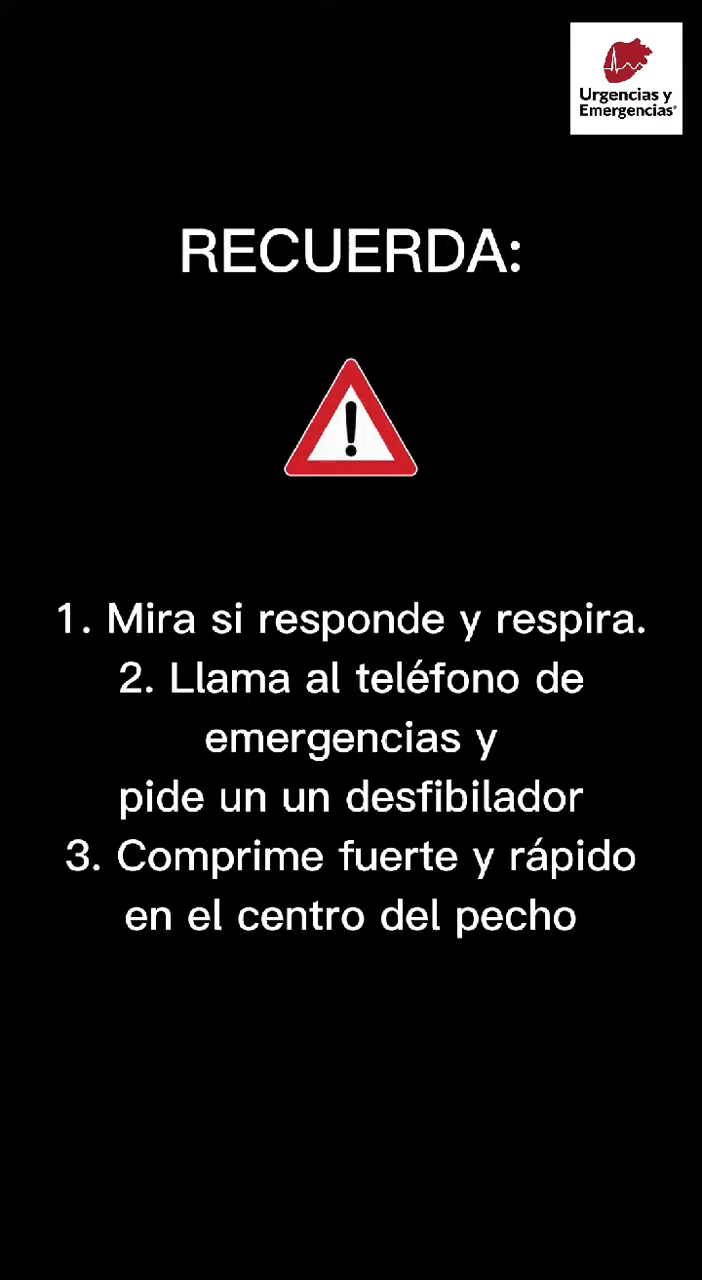 Urgencias y
Emergencias®
RECUERDA:
1. Mira si responde y respira.
2. Llama al teléfono de
emergencias y
pide un un desfibilador
3. Comprime fuerte y rápido
en el centro del pecho